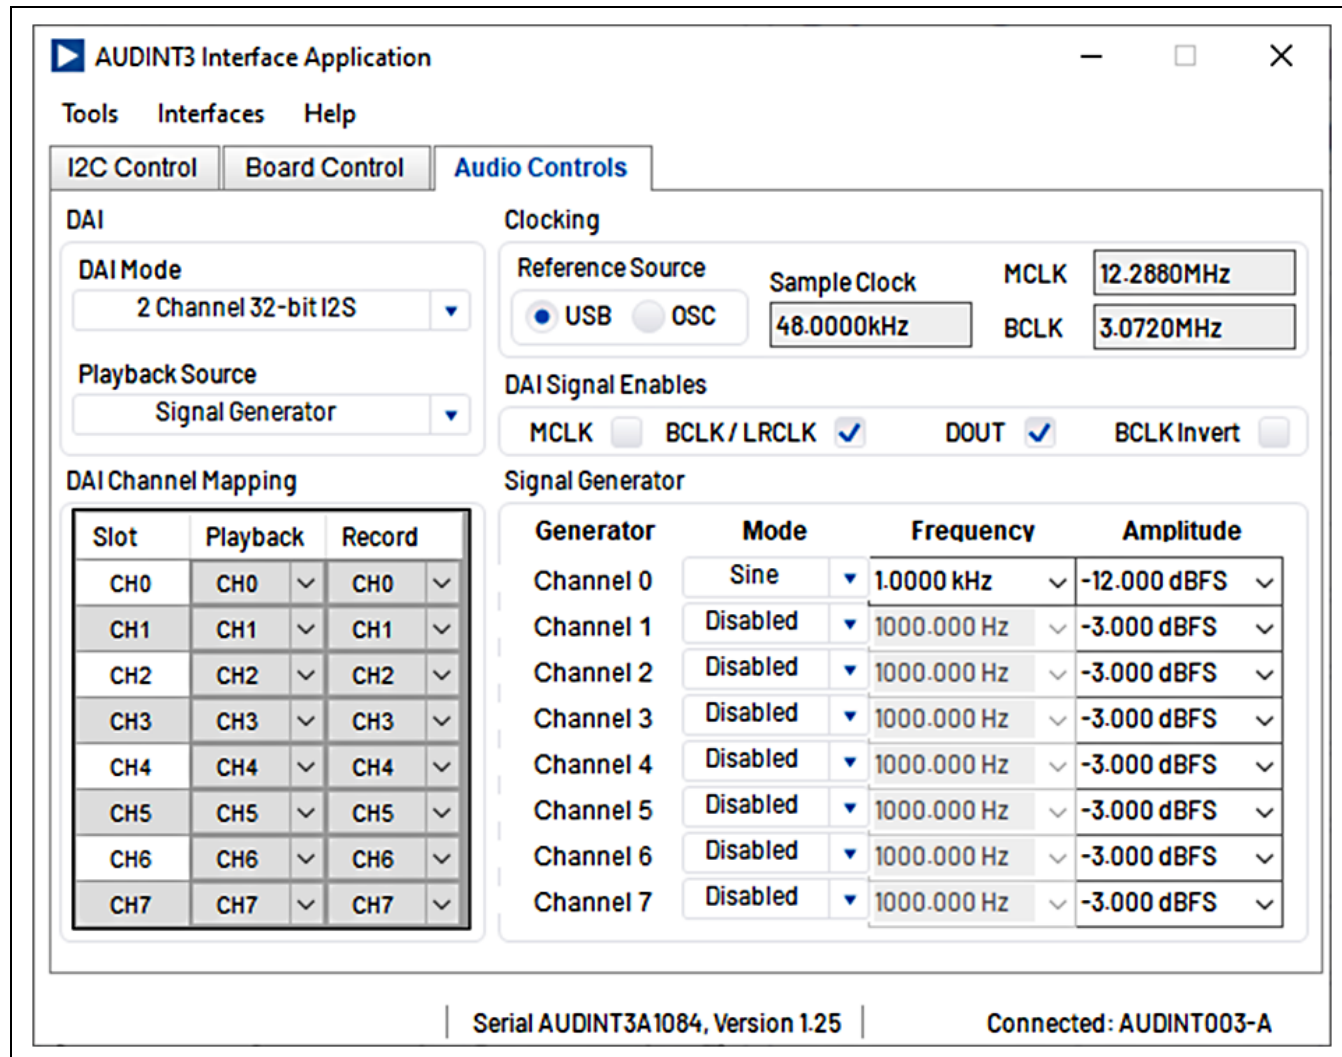 AUDINT3 Interface Application
Tools Interfaces Help
I2C Control Board Control Audio Controls
DAI
DAI Mode
2 Channel 32-bit I2S
Playback Source
Signal Generator
Clocking
Reference Source
USB OSC
Sample Clock
48.0000kHz
MCLK 12.2880MHz
BCLK 3.0720MHz
DAI Signal Enables
MCLK BCLK / LRCLK DOUT BCLK Invert
DAI Channel Mapping
Slot Playback Record
CH0 CH0 CH0
CH1 CH1 CH1
CH2 CH2 CH2
CH3 CH3 CH3
CH4 CH4 CH4
CH5 CH5 CH5
CH6 CH6 CH6
CH7 CH7 CH7
Signal Generator
Generator Mode Frequency Amplitude
Channel 0 Sine 1.0000 kHz -12.000 dBFS
Channel 1 Disabled 1000.000 Hz -3.000 dBFS
Channel 2 Disabled 1000.000 Hz -3.000 dBFS
Channel 3 Disabled 1000.000 Hz -3.000 dBFS
Channel 4 Disabled 1000.000 Hz -3.000 dBFS
Channel 5 Disabled 1000.000 Hz -3.000 dBFS
Channel 6 Disabled 1000.000 Hz -3.000 dBFS
Channel 7 Disabled 1000.000 Hz -3.000 dBFS
Serial AUDINT3A1084, Version 1.25 Connected: AUDINT003-A